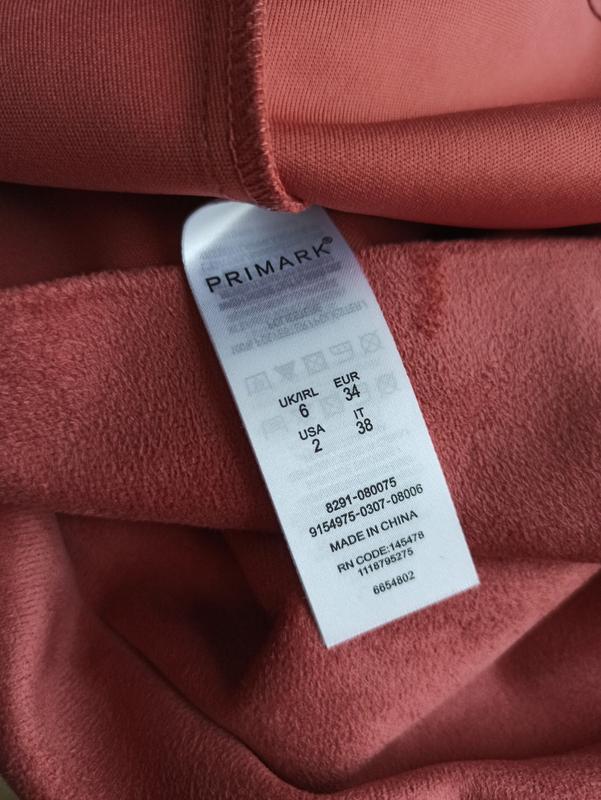 PRIMARK®
UK/IRL EUR
6 34
USA IT
2 38
8291-080075
9154975-0307-08006
MADE IN CHINA
RN CODE:145478
1118795275
6654802